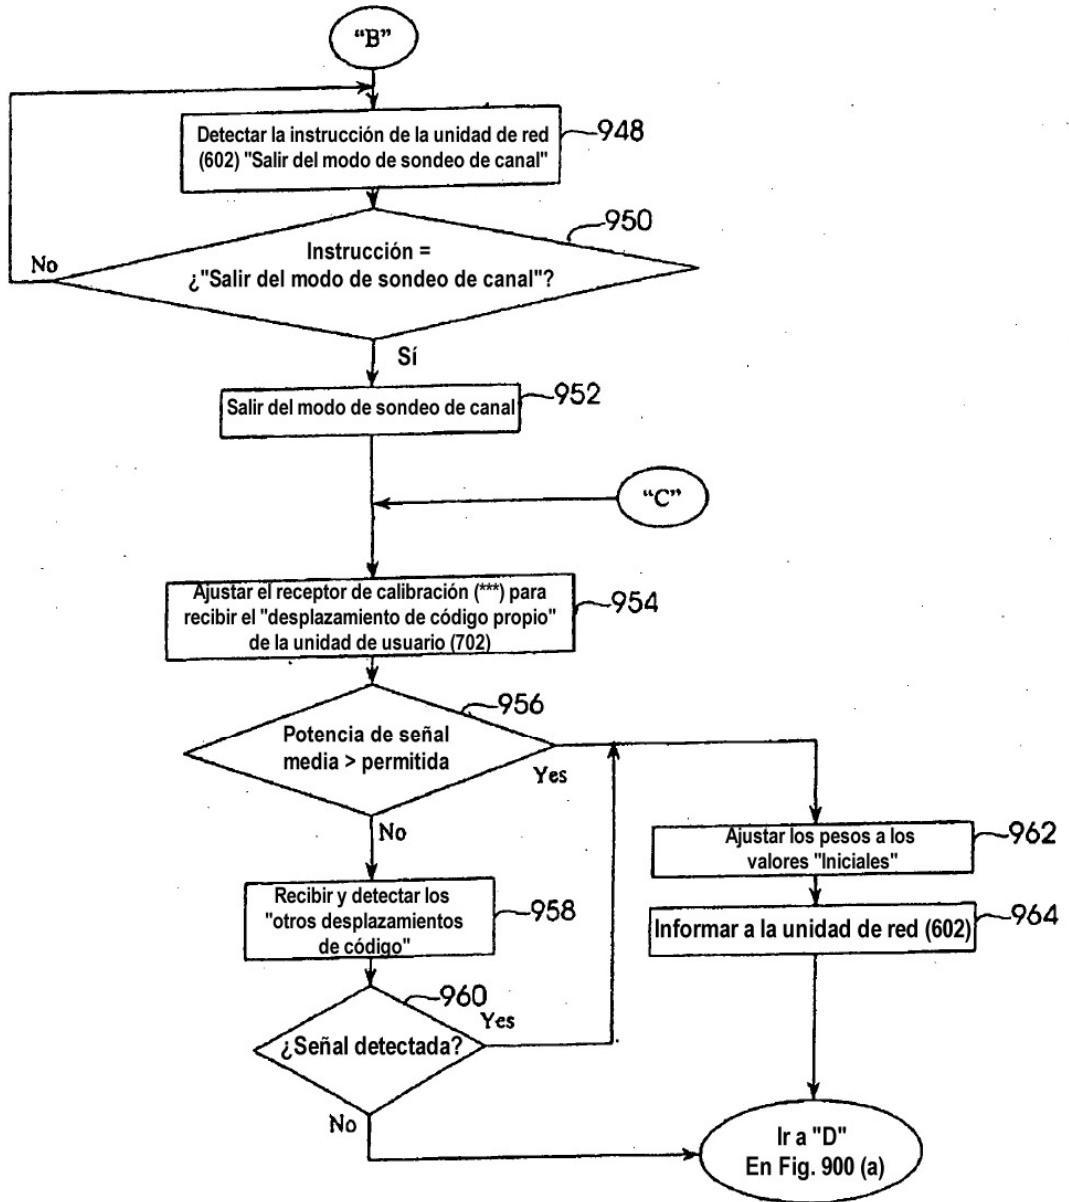 “B”
Detectar la instrucción de la unidad de red
(602) "Salir del modo de sondeo de canal"
948
950
Instrucción =
¿"Salir del modo de sondeo de canal"?
No
Sí
Salir del modo de sondeo de canal
952
“C”
Ajustar el receptor de calibración (***) para
recibir el "desplazamiento de código propio"
de la unidad de usuario (702)
954
956
Potencia de señal
media > permitida
Yes
No
Ajustar los pesos a los
valores "Iniciales"
962
Recibir y detectar los
"otros desplazamientos
de código"
958
Informar a la unidad de red (602)
964
960
Yes
¿Señal detectada?
No
Ir a "D"
En Fig. 900 (a)